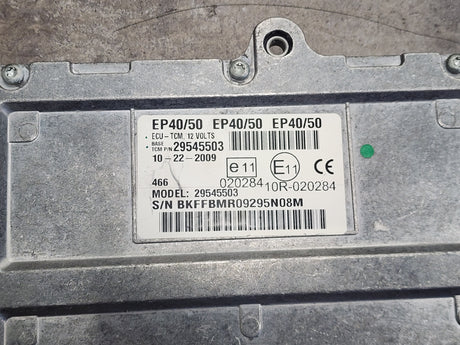 EP40/50 EP40/50 EP40/50
ECU-TCM, 12 VOLTS
BASE TCM P/N 29545503
10-22-2009
e11 E11 CE
466 020284 10R-020284
MODEL: 29545503
S/N BKFFBMR09295N08M